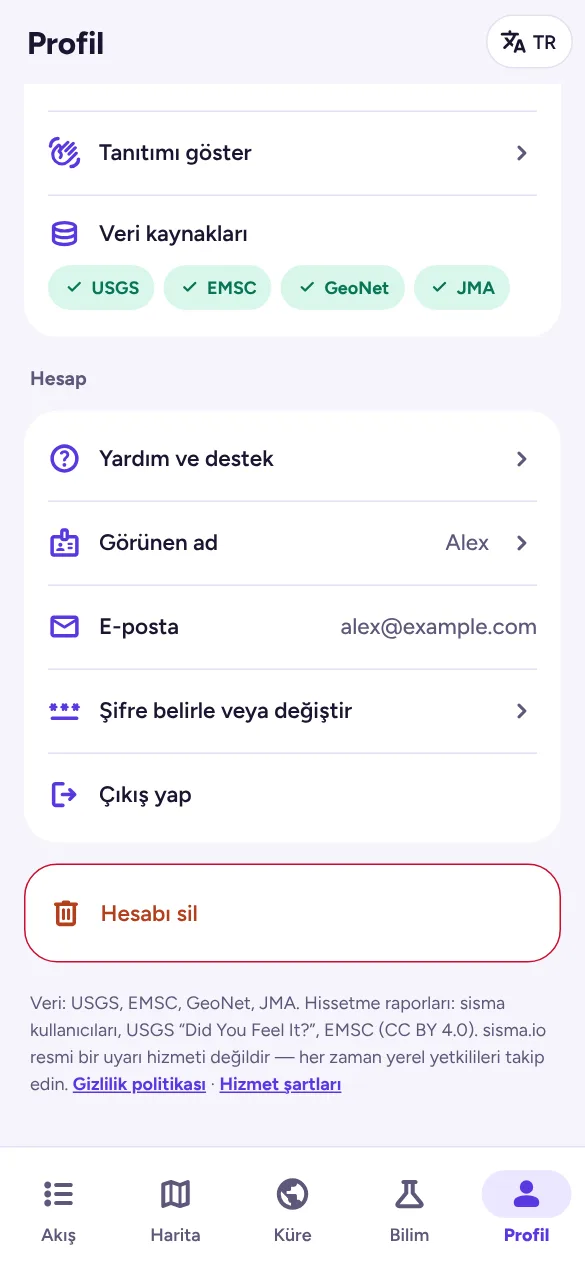 Profil
TR
Tanıtımı göster
Veri kaynakları
USGS
EMSC
GeoNet
JMA
Hesap
Yardım ve destek
Görünen ad
Alex
E-posta
alex@example.com
Şifre belirle veya değiştir
Çıkış yap
Hesabı sil
Veri: USGS, EMSC, GeoNet, JMA. Hissetme raporları: sisma
kullanıcıları, USGS “Did You Feel It?”, EMSC (CC BY 4.0). sisma.io
resmi bir uyarı hizmeti değildir — her zaman yerel yetkilileri takip
edin. Gizlilik politikası · Hizmet şartları
Akış
Harita
Küre
Bilim
Profil